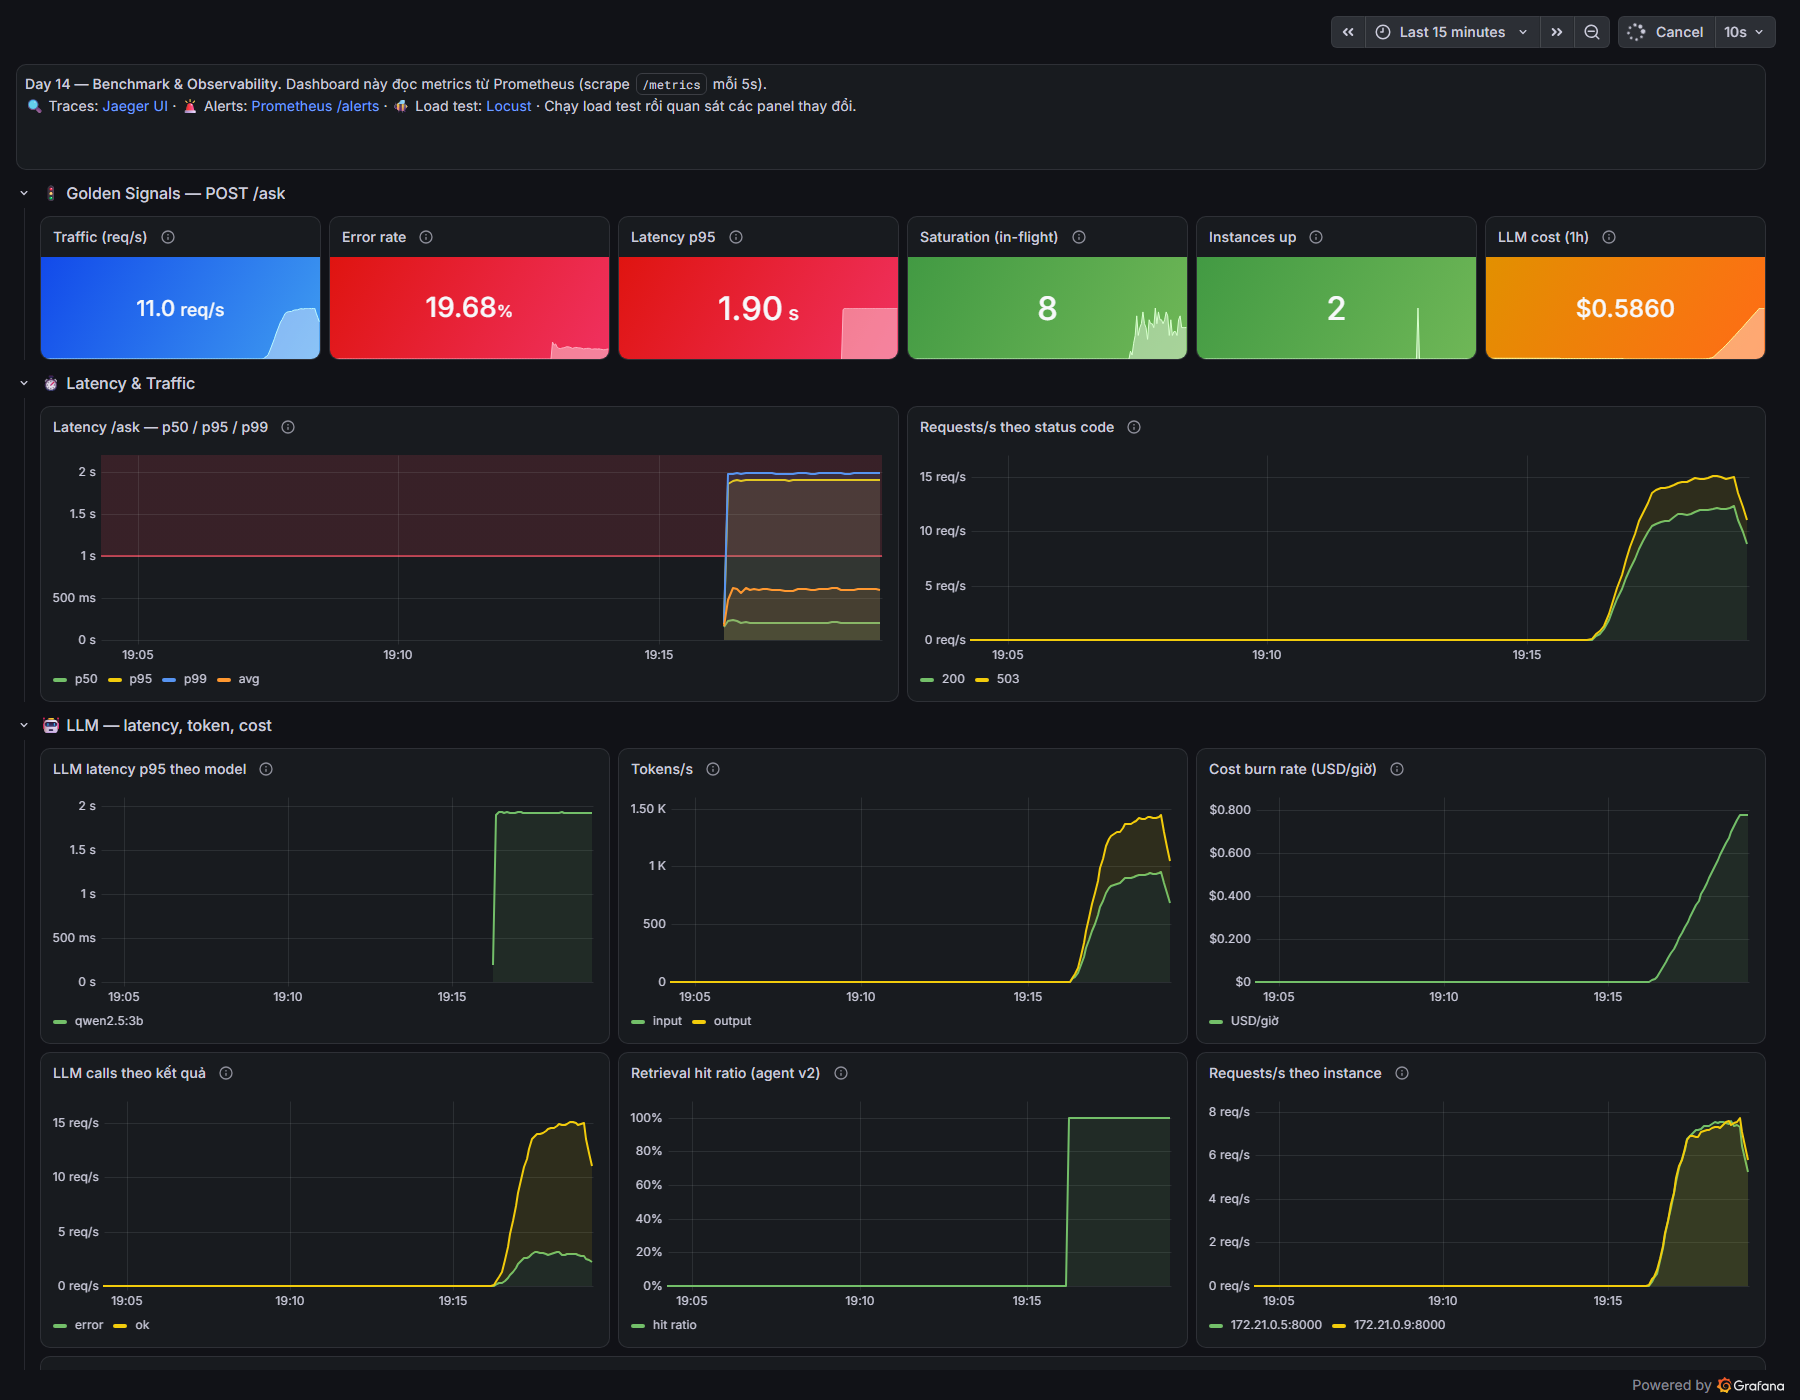 Last 15 minutes
Cancel
10s
Day 14 — Benchmark & Observability. Dashboard này đọc metrics từ Prometheus (scrape /metrics mỗi 5s).
Traces: Jaeger UI · Alerts: Prometheus /alerts · Load test: Locust · Chạy load test rồi quan sát các panel thay đổi.
Golden Signals — POST /ask
Traffic (req/s)
11.0 req/s
Error rate
19.68%
Latency p95
1.90 s
Saturation (in-flight)
8
Instances up
2
LLM cost (1h)
$0.5860
Latency & Traffic
Latency /ask — p50 / p95 / p99
2 s
1.5 s
1 s
500 ms
0 s
19:05 19:10 19:15
p50 p95 p99 avg
Requests/s theo status code
15 req/s
10 req/s
5 req/s
0 req/s
19:05 19:10 19:15
200 503
LLM — latency, token, cost
LLM latency p95 theo model
2 s
1.5 s
1 s
500 ms
0 s
19:05 19:10 19:15
qwen2.5:3b
Tokens/s
1.50 K
1 K
500
0
19:05 19:10 19:15
input output
Cost burn rate (USD/giờ)
$0.800
$0.600
$0.400
$0.200
$0
19:05 19:10 19:15
USD/giờ
LLM calls theo kết quả
15 req/s
10 req/s
5 req/s
0 req/s
19:05 19:10 19:15
error ok
Retrieval hit ratio (agent v2)
100%
80%
60%
40%
20%
0%
19:05 19:10 19:15
hit ratio
Requests/s theo instance
8 req/s
6 req/s
4 req/s
2 req/s
0 req/s
19:05 19:10 19:15
172.21.0.5:8000 172.21.0.9:8000
Powered by Grafana